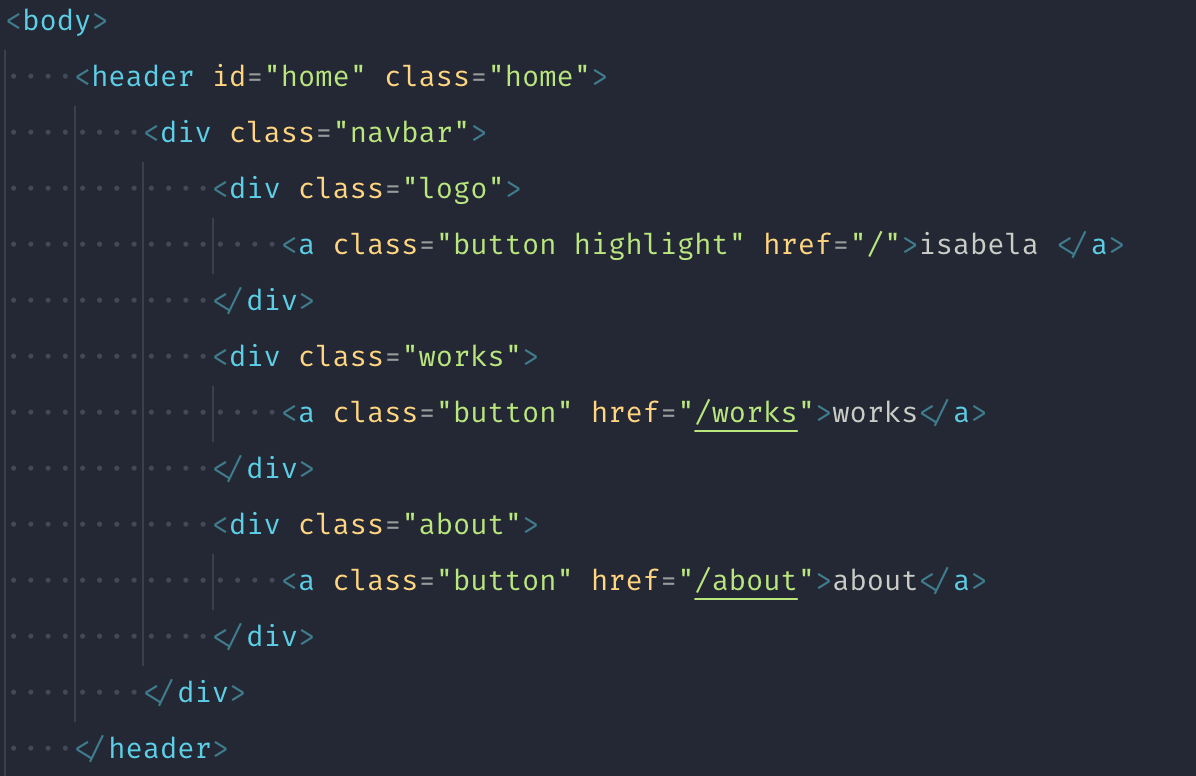 <body>
    <header id="home" class="home">
        <div class="navbar">
            <div class="logo">
                <a class="button highlight" href="/">isabela </a>
            </div>
            <div class="works">
                <a class="button" href="/works">works</a>
            </div>
            <div class="about">
                <a class="button" href="/about">about</a>
            </div>
        </div>
    </header>